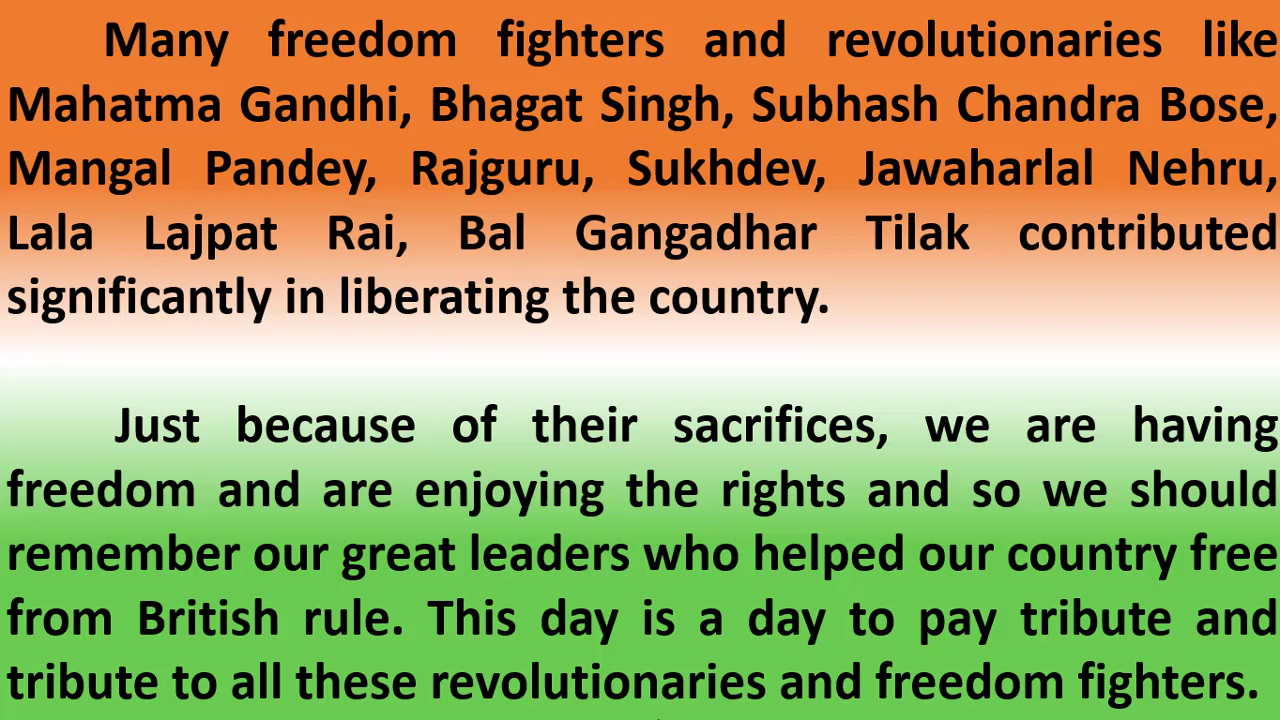 Many freedom fighters and revolutionaries like
Mahatma Gandhi, Bhagat Singh, Subhash Chandra Bose,
Mangal Pandey, Rajguru, Sukhdev, Jawaharlal Nehru,
Lala Lajpat Rai, Bal Gangadhar Tilak contributed
significantly in liberating the country.
Just because of their sacrifices, we are having
freedom and are enjoying the rights and so we should
remember our great leaders who helped our country free
from British rule. This day is a day to pay tribute and
tribute to all these revolutionaries and freedom fighters.